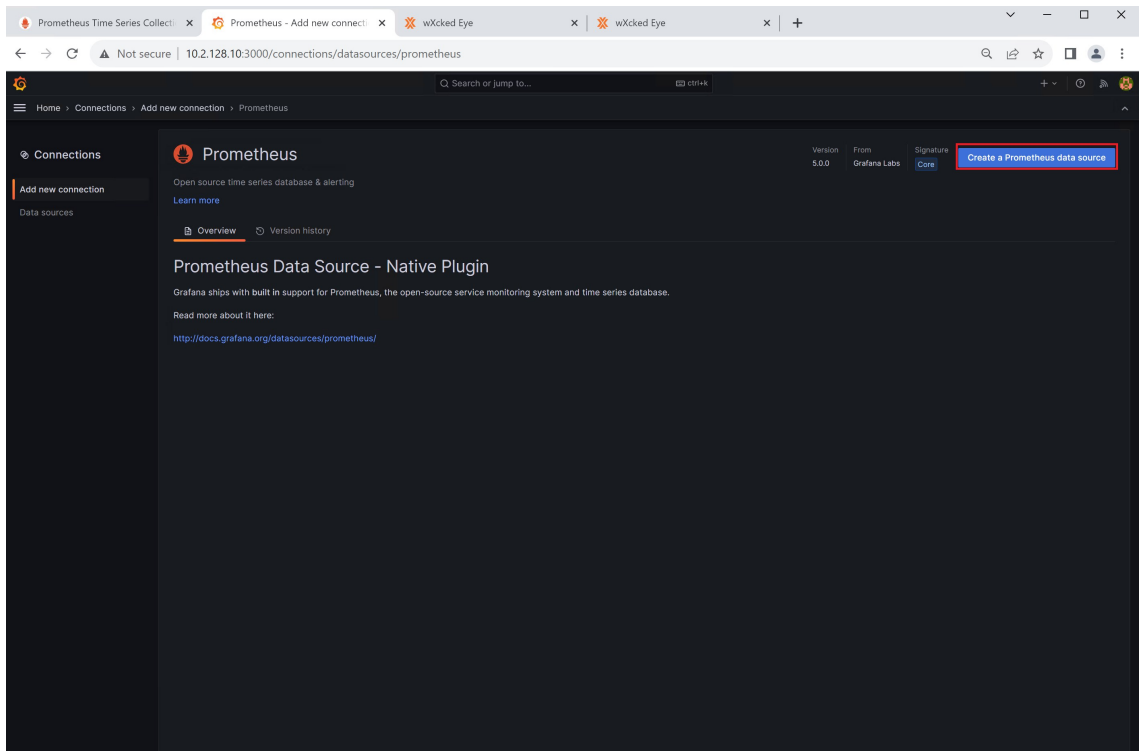 Prometheus Time Series Collecti
Prometheus - Add new connecti
wXcked Eye
wXcked Eye
Not secure
10.2.128.10:3000/connections/datasources/prometheus
Search or jump to...
ctrl+k
Home › Connections › Add new connection › Prometheus
Connections
Add new connection
Data sources
Prometheus
Open source time series database & alerting
Learn more
Version
5.0.0
From
Grafana Labs
Signature
Core
Create a Prometheus data source
Overview
Version history
Prometheus Data Source - Native Plugin
Grafana ships with built in support for Prometheus, the open-source service monitoring system and time series database.
Read more about it here:
http://docs.grafana.org/datasources/prometheus/